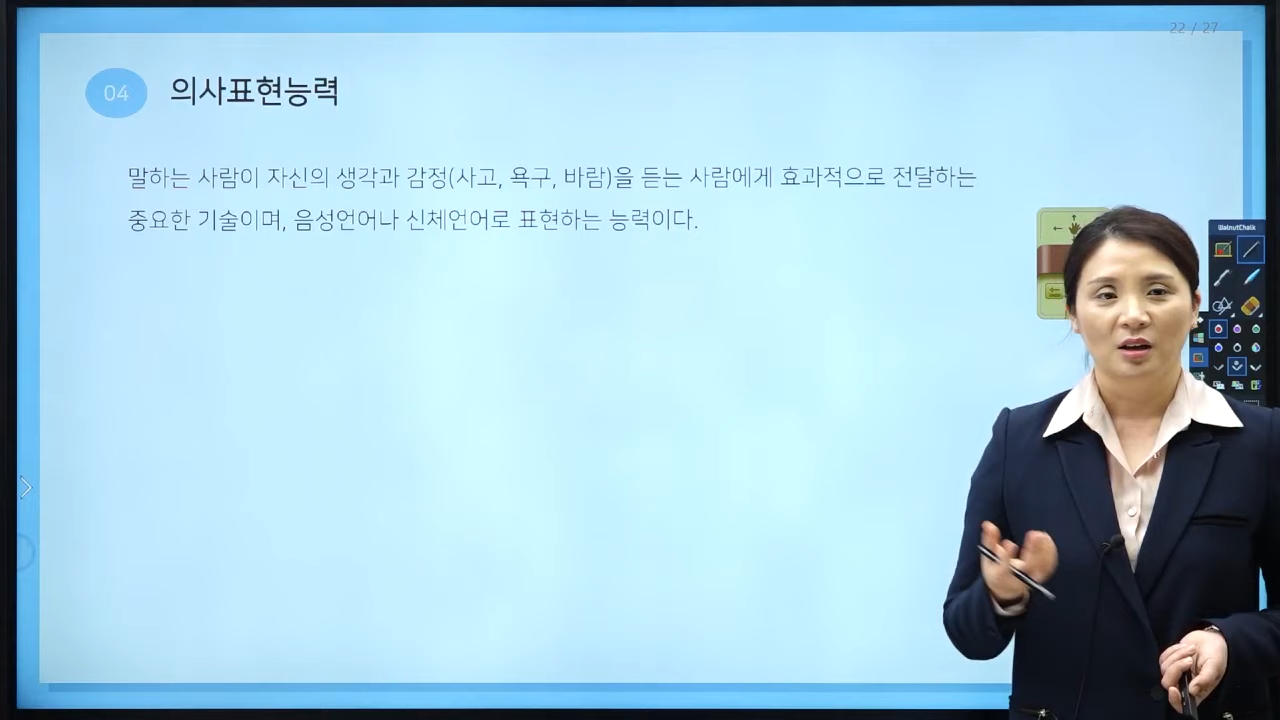 22 / 27
04 의사표현능력
말하는 사람이 자신의 생각과 감정(사고, 욕구, 바람)을 듣는 사람에게 효과적으로 전달하는
중요한 기술이며, 음성언어나 신체언어로 표현하는 능력이다.
WalnutChalk